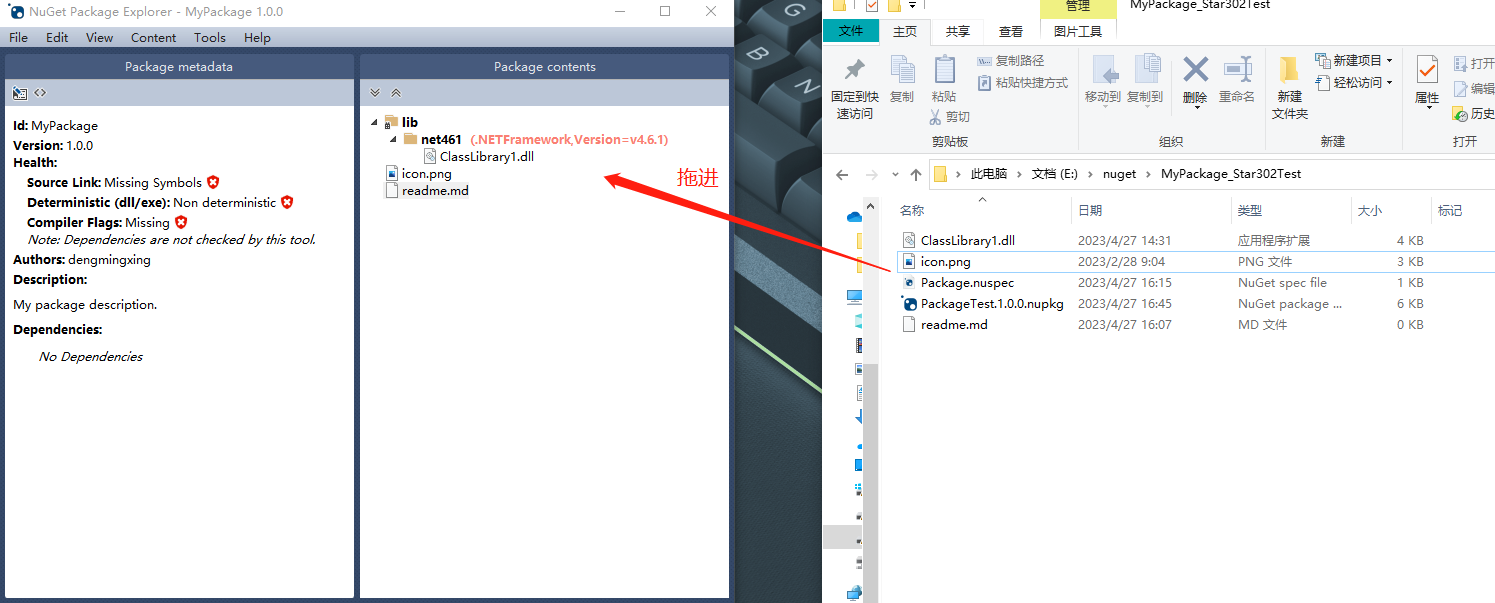 NuGet Package Explorer - MyPackage 1.0.0
File Edit View Content Tools Help
Package metadata
Id: MyPackage
Version: 1.0.0
Health:
Source Link: Missing Symbols
Deterministic (dll/exe): Non deterministic
Compiler Flags: Missing
Note: Dependencies are not checked by this tool.
Authors: dengmingxing
Description:
My package description.
Dependencies:
No Dependencies
Package contents
lib
net461 (.NETFramework,Version=v4.6.1)
ClassLibrary1.dll
icon.png
readme.md
拖进
G
B
N
管理
MyPackage_Star302Test
文件 主页 共享 查看 图片工具
固定到快速访问
复制
粘贴
复制路径
粘贴快捷方式
剪切
剪贴板
移动到 复制到 删除 重命名
组织
新建文件夹
新建项目
轻松访问
新建
属性
打开
编辑
历史
打开
此电脑 文档 (E:) nuget MyPackage_Star302Test
名称 日期 类型 大小 标记
ClassLibrary1.dll 2023/4/27 14:31 应用程序扩展 4 KB
icon.png 2023/2/28 9:04 PNG 文件 3 KB
Package.nuspec 2023/4/27 16:15 NuGet spec file 1 KB
PackageTest.1.0.0.nupkg 2023/4/27 16:45 NuGet package ... 6 KB
readme.md 2023/4/27 16:07 MD 文件 0 KB